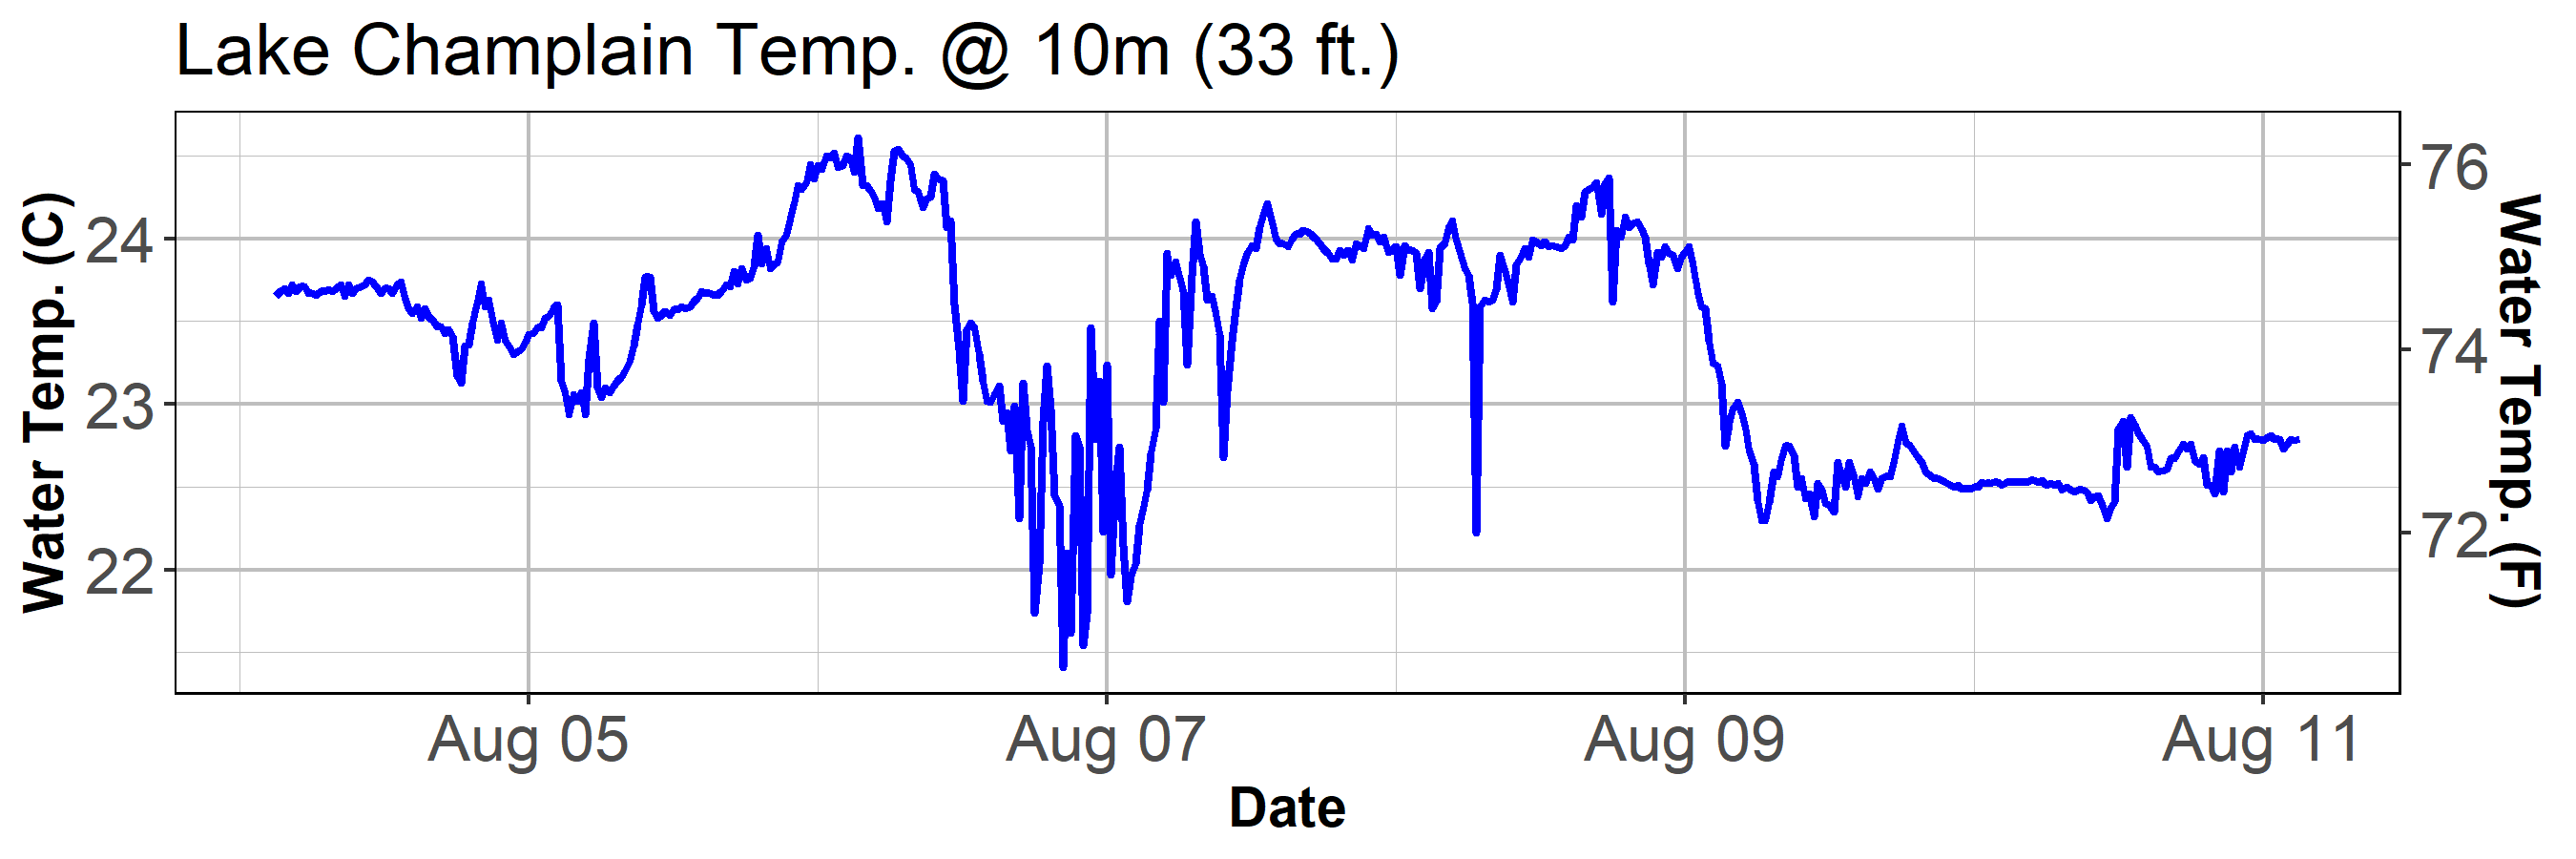 Lake Champlain Temp. @ 10m (33 ft.)
Water Temp. (C)
24
23
22
76
74
72
Water Temp. (F)
Aug 05
Aug 07
Aug 09
Aug 11
Date